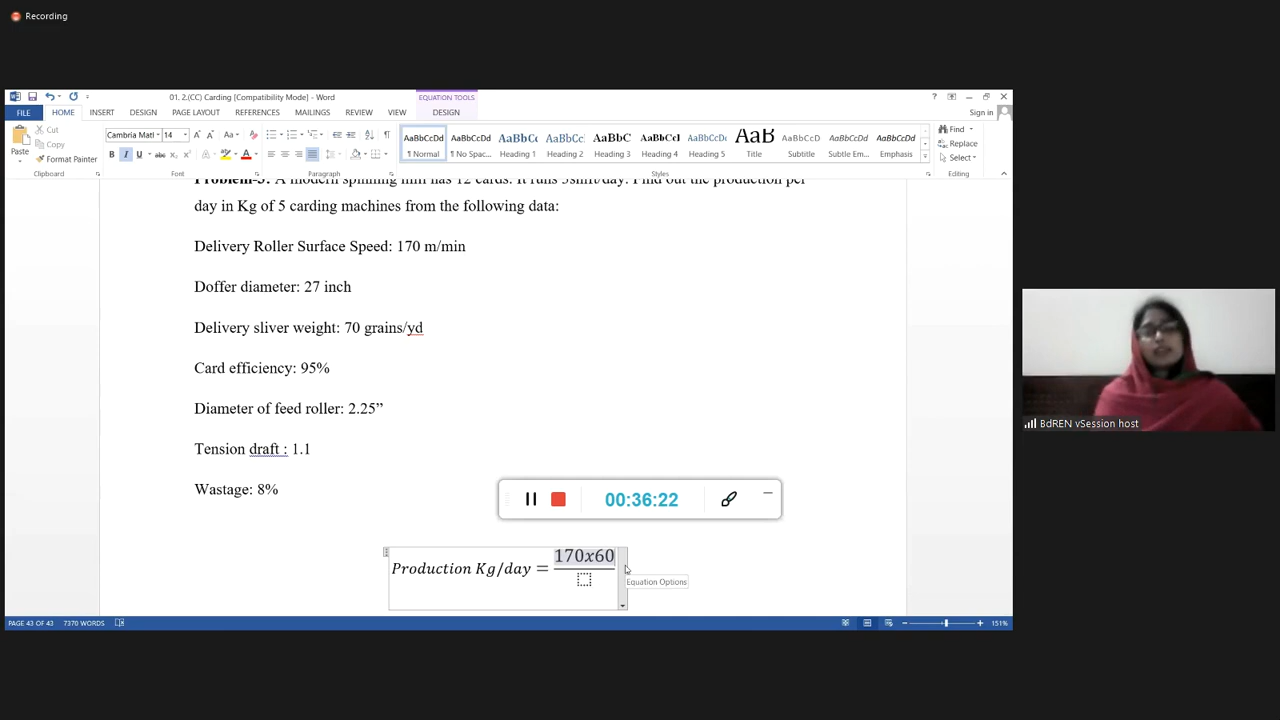 Recording
01. 2.(CC) Carding [Compatibility Mode] - Word
EQUATION TOOLS
FILE HOME INSERT DESIGN PAGE LAYOUT REFERENCES MAILINGS REVIEW VIEW DESIGN
Sign in
Paste
Cut
Copy
Format Painter
Clipboard
Cambria Matl 14
Font
Paragraph
AaBbCcDd AaBbCcDd AaBbCc AaBbCc AaBbC AaBbCcI AaBbCcDd AaB AaBbCcDd AaBbCcDd AaBbCcDd
¶ Normal ¶ No Spac... Heading 1 Heading 2 Heading 3 Heading 4 Heading 5 Title Subtitle Subtle Em... Emphasis
Styles
Find
Replace
Select
Editing
day in Kg of 5 carding machines from the following data:
Delivery Roller Surface Speed: 170 m/min
Doffer diameter: 27 inch
Delivery sliver weight: 70 grains/yd
Card efficiency: 95%
Diameter of feed roller: 2.25”
Tension draft : 1.1
Wastage: 8%
00:36:22
Production Kg/day = 170x60
Equation Options
PAGE 43 OF 43 7370 WORDS
151%
BdREN vSession host